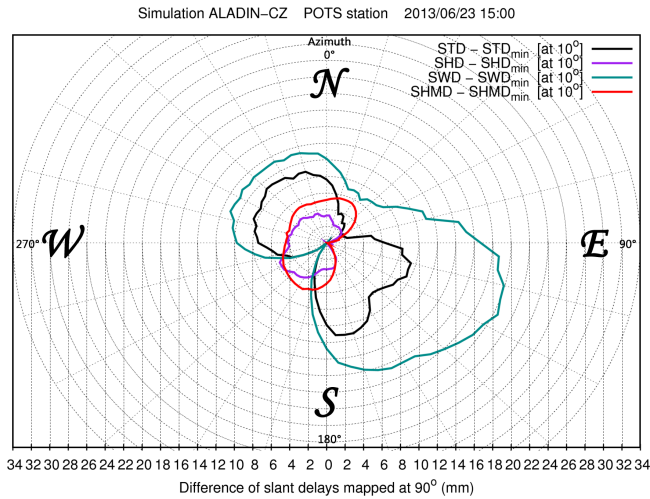 Simulation ALADIN−CZ POTS station 2013/06/23 15:00
Azimuth
0°
N
STD − STDmin [at 10°]
SHD − SHDmin [at 10°]
SWD − SWDmin [at 10°]
SHMD − SHMDmin [at 10°]
270° W
E 90°
S
180°
34 32 30 28 26 24 22 20 18 16 14 12 10 8 6 4 2 0 2 4 6 8 10 12 14 16 18 20 22 24 26 28 30 32 34
Difference of slant delays mapped at 90° (mm)